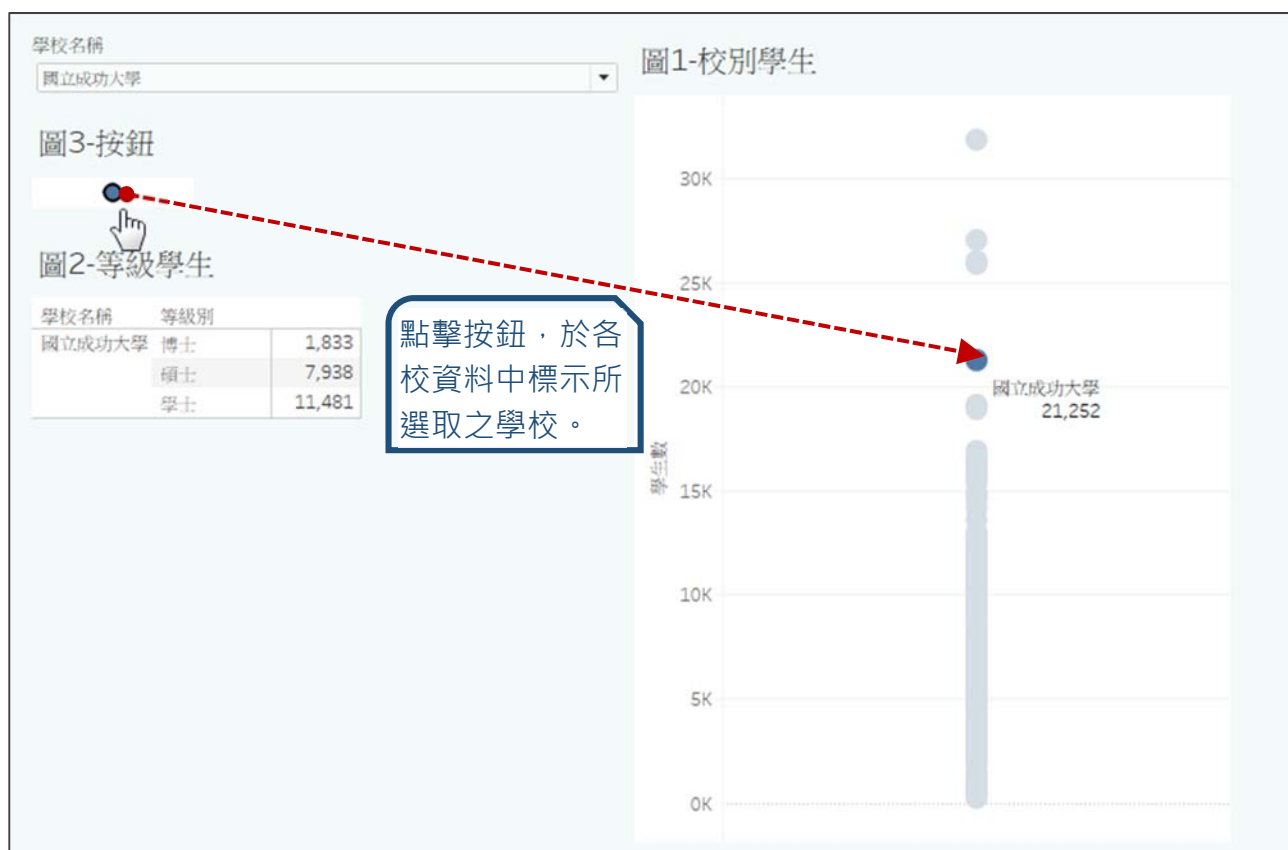 學校名稱
國立成功大學
圖3-按鈕
圖2-等級學生
學校名稱 等級別
國立成功大學 博士 1,833
碩士 7,938
學士 11,481
點擊按鈕，於各
校資料中標示所
選取之學校。
圖1-校別學生
學生數
30K
25K
20K
15K
10K
5K
0K
國立成功大學
21,252